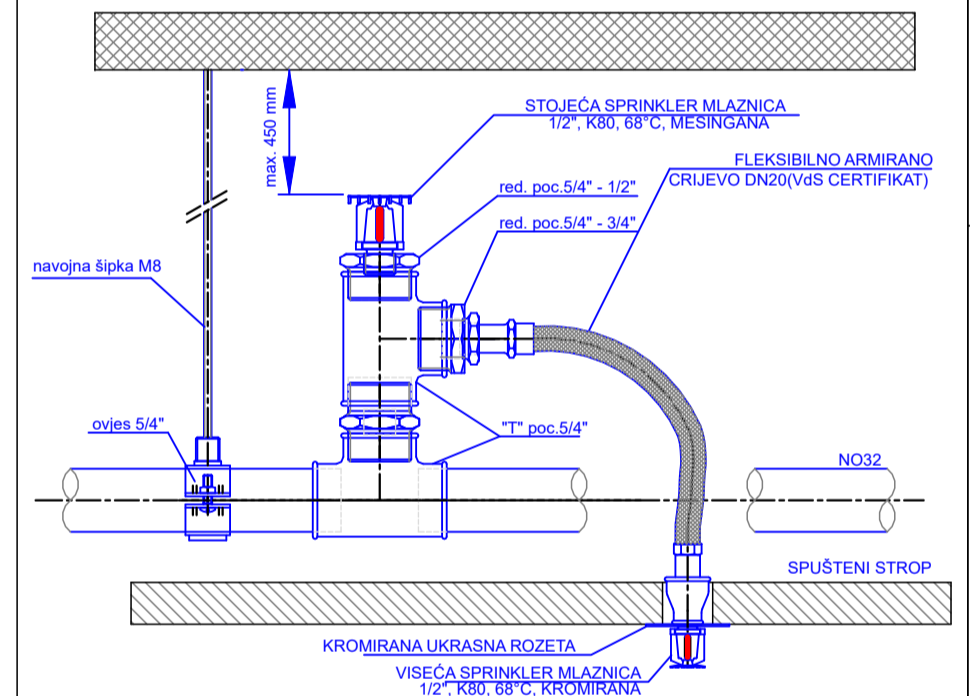 max. 450 mm
STOJEĆA SPRINKLER MLAZNICA
1/2", K80, 68°C, MESINGANA
FLEKSIBILNO ARMIRANO
CRIJEVO DN20(VdS CERTIFIKAT)
red. poc.5/4" - 1/2"
red. poc.5/4" - 3/4"
navojna šipka M8
ovjes 5/4"
"T" poc.5/4"
NO32
SPUŠTENI STROP
KROMIRANA UKRASNA ROZETA
VISEĆA SPRINKLER MLAZNICA
1/2", K80, 68°C, KROMIRANA